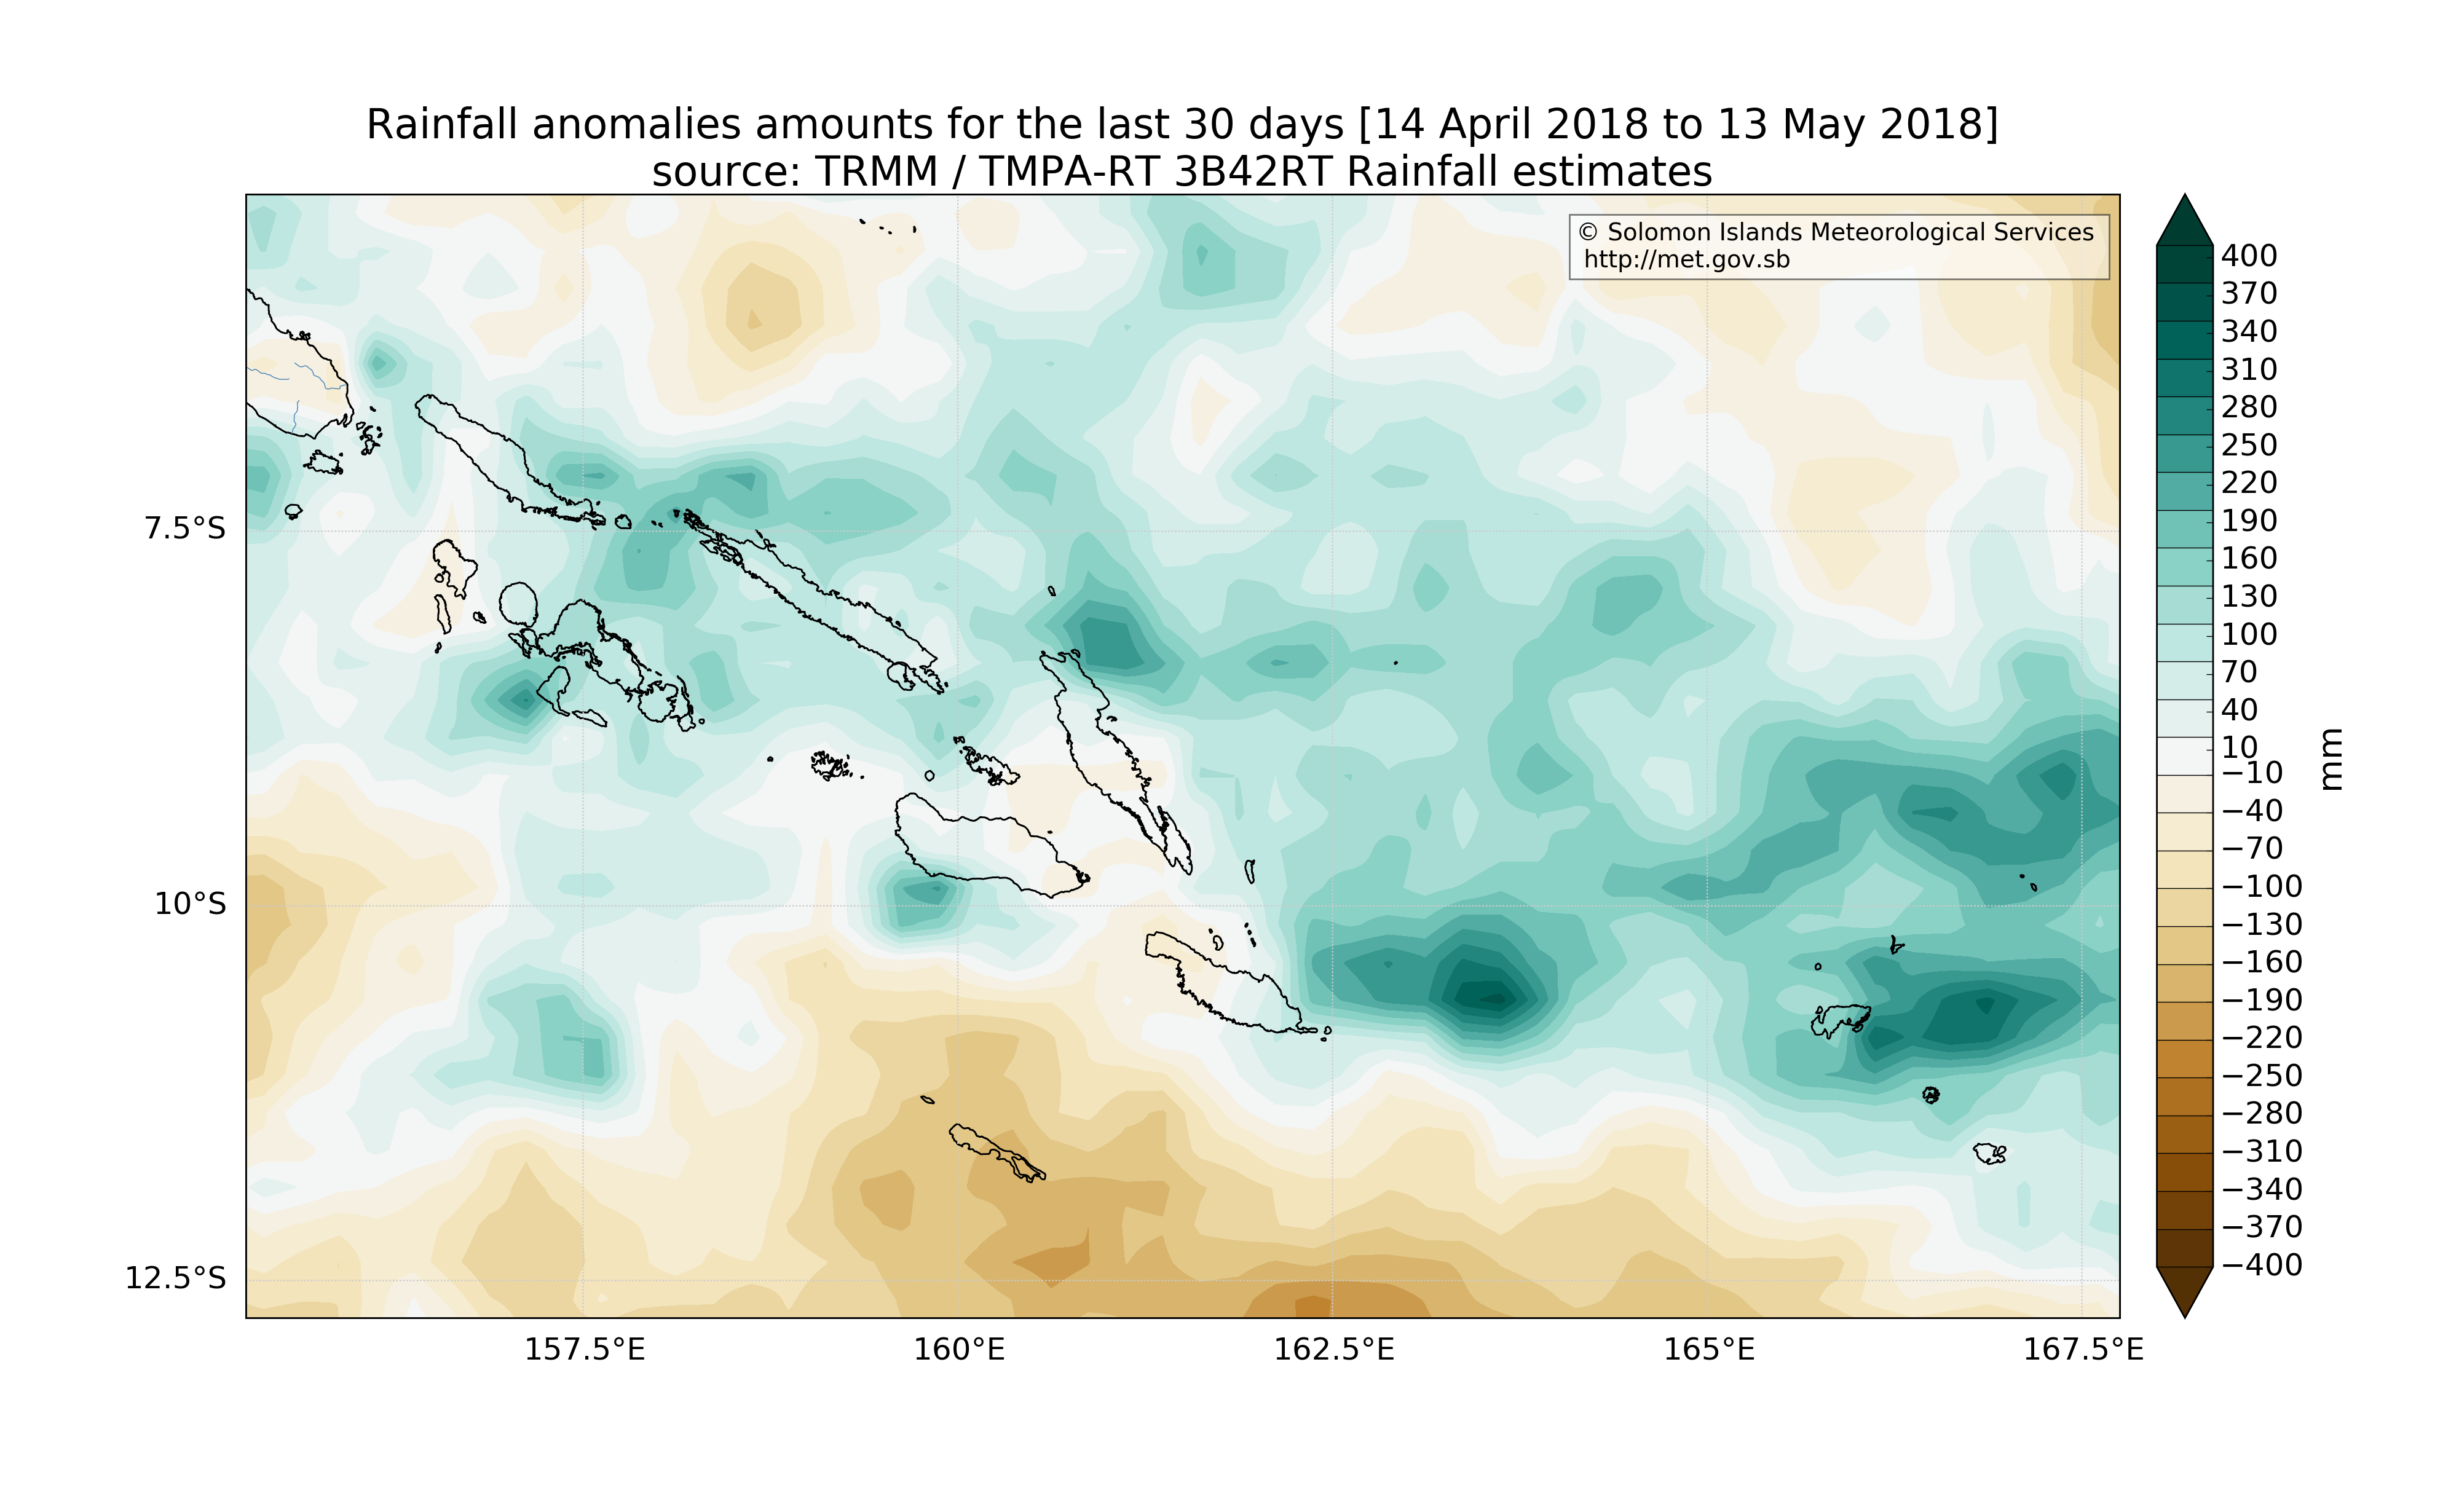 Rainfall anomalies amounts for the last 30 days [14 April 2018 to 13 May 2018]
source: TRMM / TMPA-RT 3B42RT Rainfall estimates
© Solomon Islands Meteorological Services
http://met.gov.sb
7.5°S
10°S
12.5°S
157.5°E
160°E
162.5°E
165°E
167.5°E
400
370
340
310
280
250
220
190
160
130
100
70
40
10
−10
−40
−70
−100
−130
−160
−190
−220
−250
−280
−310
−340
−370
−400
mm